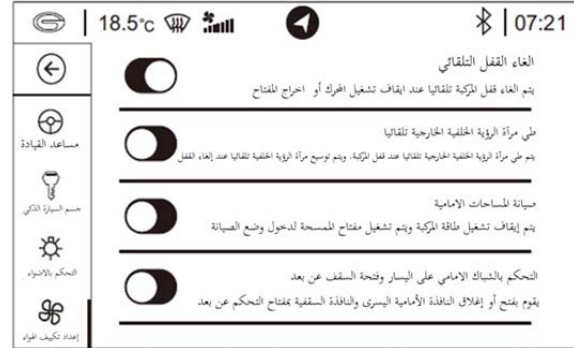 18.5°c
07:21
الغاء القفل التلقائي
يتم الغاء قفل المركبة تلقائيا عند ايقاف تشغيل المحرك أو اخراج المفتاح
طي مرآة الرؤية الخلفية الخارجية تلقائيا
يتم طي مرآة الرؤية الخلفية الخارجية تلقائيا عند قفل المركبة. ويتم توسيع مرآة الرؤية الخلفية تلقائيا عند إلغاء القفل
صيانة المساحات الامامية
يتم إيقاف تشغيل طاقة المركبة ويتم تشغيل مفتاح الممسحة لدخول وضع الصيانة
التحكم بالشباك الامامي على اليسار وفتحة السقف عن بعد
يقوم بفتح أو إغلاق النافذة الأمامية اليسرى والنافذة السقفية بمفتاح التحكم عن بعد
مساعد القيادة
جسم السيارة الذكي
التحكم بالاضواء
إعداد تكييف الهواء